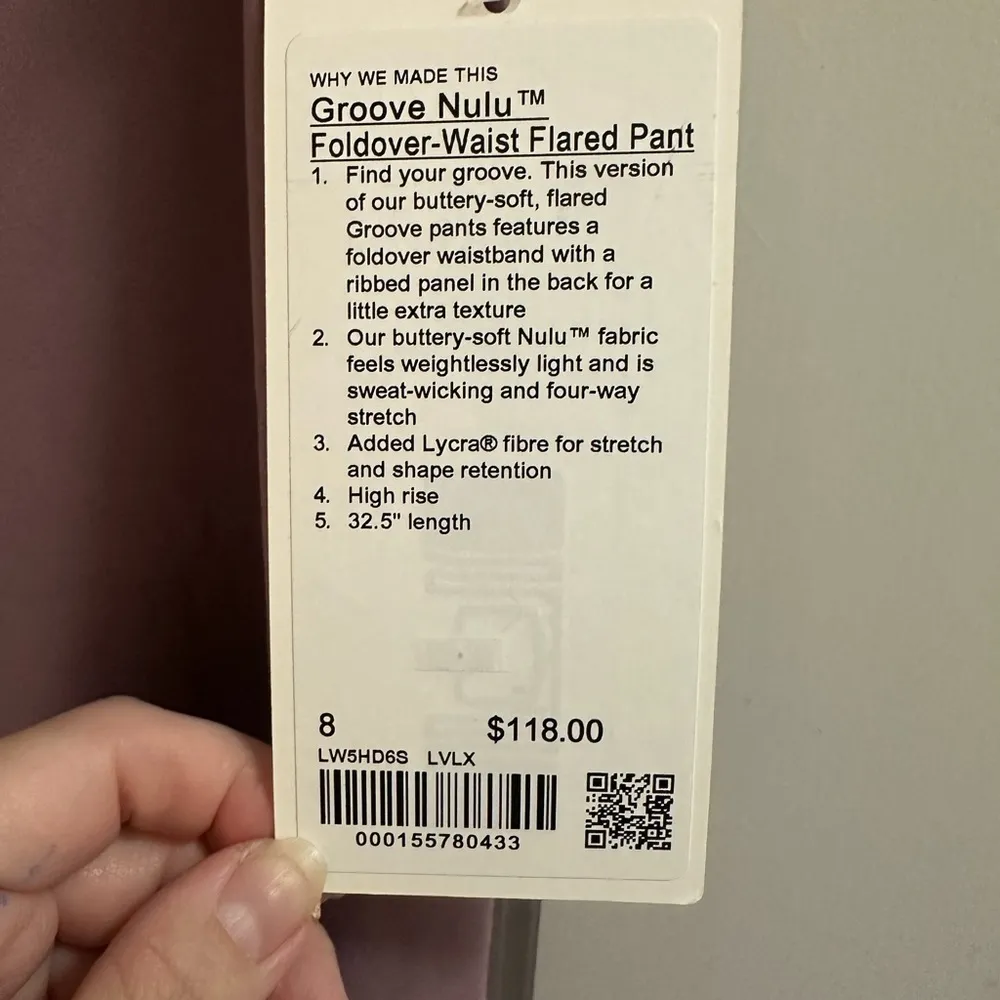 WHY WE MADE THIS
Groove Nulu™
Foldover-Waist Flared Pant
1. Find your groove. This version
of our buttery-soft, flared
Groove pants features a
foldover waistband with a
ribbed panel in the back for a
little extra texture
2. Our buttery-soft Nulu™ fabric
feels weightlessly light and is
sweat-wicking and four-way
stretch
3. Added Lycra® fibre for stretch
and shape retention
4. High rise
5. 32.5" length
8 $118.00
LW5HD6S LVLX
000155780433